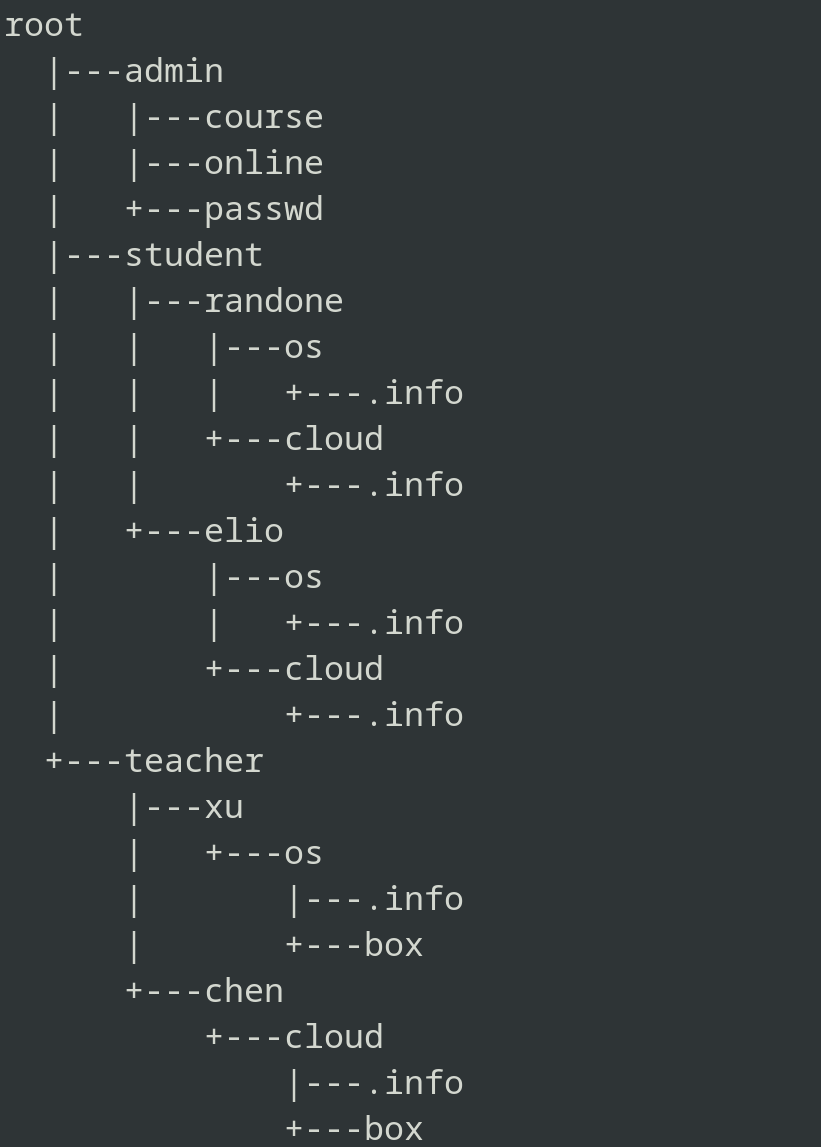 root
  |---admin
  |   |---course
  |   |---online
  |   +---passwd
  |---student
  |   |---randone
  |   |   |---os
  |   |   |   +---.info
  |   |   +---cloud
  |   |       +---.info
  |   +---elio
  |       |---os
  |       |   +---.info
  |       +---cloud
  |           +---.info
  +---teacher
      |---xu
      |   +---os
      |       |---.info
      |       +---box
      +---chen
          +---cloud
              |---.info
              +---box